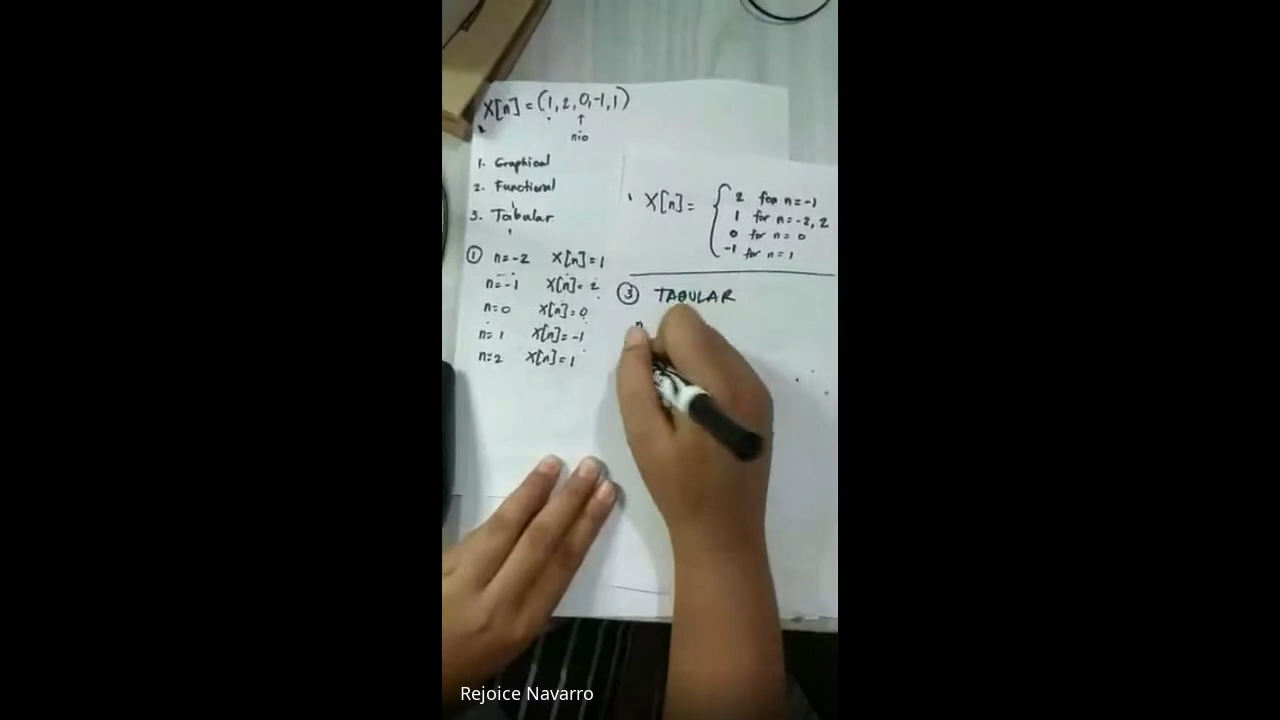 X[n] = (1, 2, 0, -1, 1)
↑
n=0
1. Graphical
2. Functional
3. Tabular
① n=-2 X[n]=1
n=-1 X[n]=2
n=0 X[n]=0
n=1 X[n]=-1
n=2 X[n]=1
X[n] = { 2 for n=-1
1 for n=-2, 2
0 for n=0
-1 for n=1
③ TABULAR
n
Rejoice Navarro